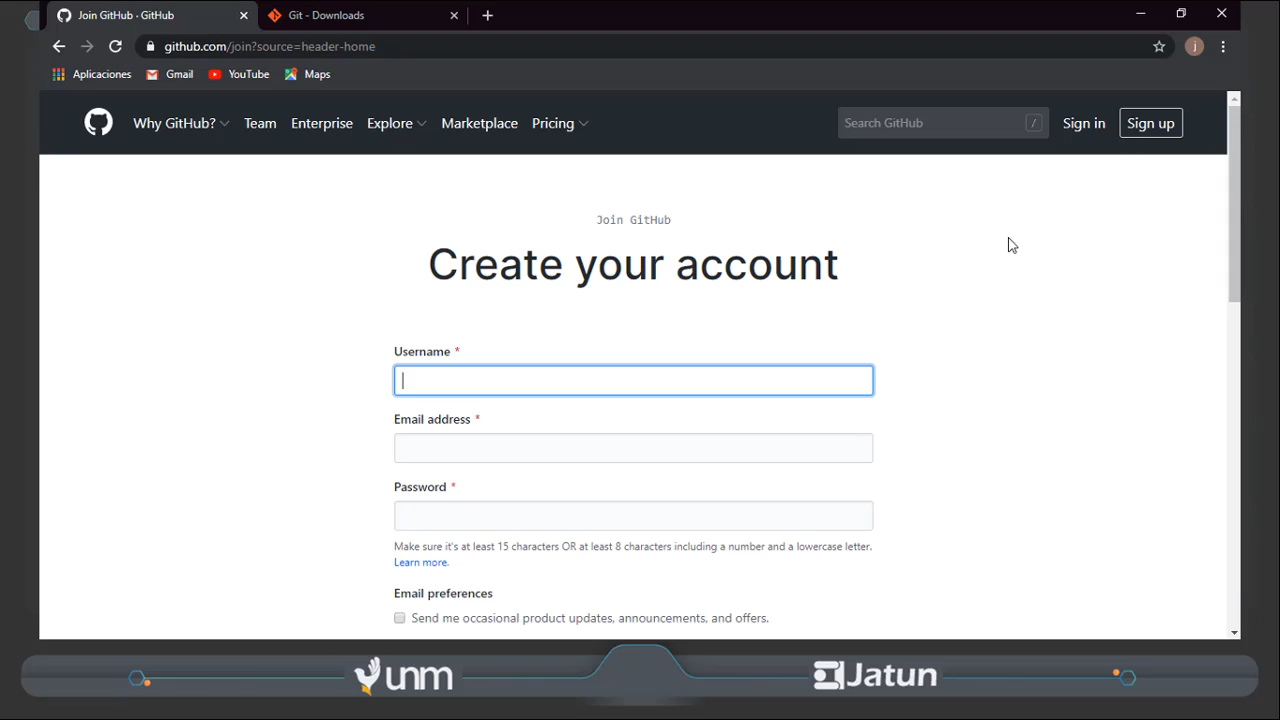 Join GitHub · GitHub
Git - Downloads
github.com/join?source=header-home
j
Aplicaciones
Gmail
YouTube
Maps
Why GitHub?
Team
Enterprise
Explore
Marketplace
Pricing
Search GitHub
/
Sign in
Sign up
Join GitHub
Create your account
Username *
Email address *
Password *
Make sure it's at least 15 characters OR at least 8 characters including a number and a lowercase letter.
Learn more.
Email preferences
Send me occasional product updates, announcements, and offers.
unm
Jatun